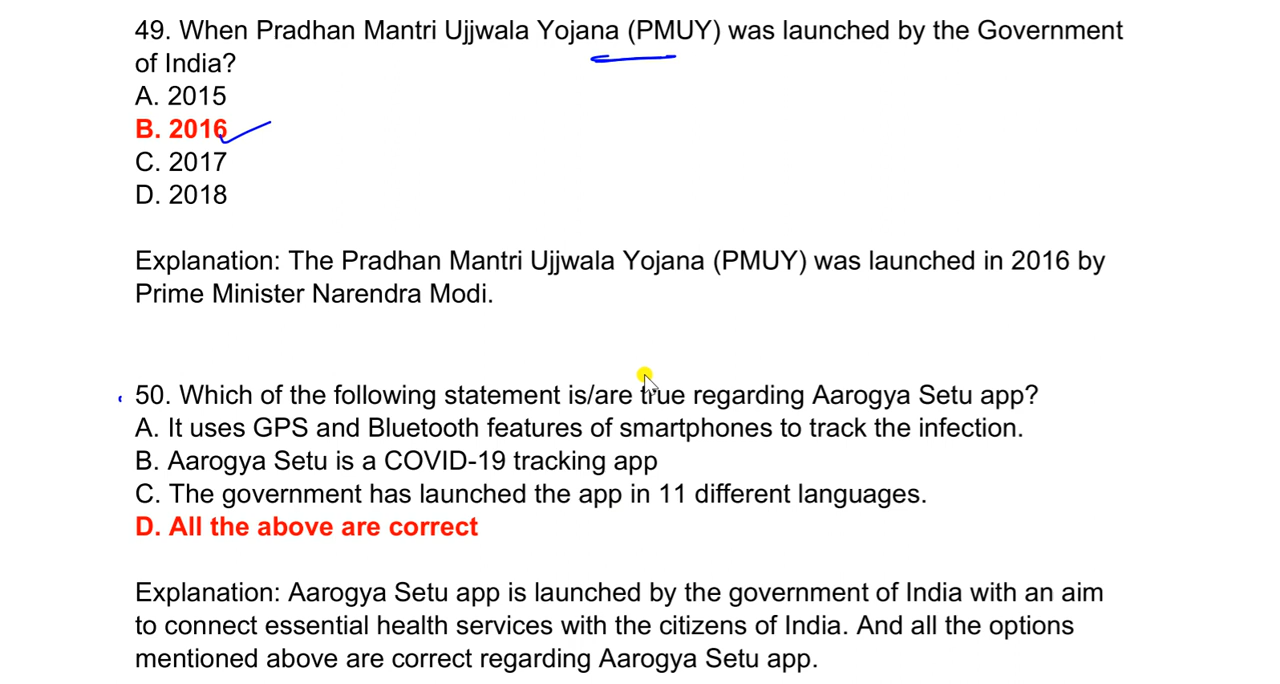 49. When Pradhan Mantri Ujjwala Yojana (PMUY) was launched by the Government
of India?
A. 2015
B. 2016
C. 2017
D. 2018
Explanation: The Pradhan Mantri Ujjwala Yojana (PMUY) was launched in 2016 by
Prime Minister Narendra Modi.
50. Which of the following statement is/are true regarding Aarogya Setu app?
A. It uses GPS and Bluetooth features of smartphones to track the infection.
B. Aarogya Setu is a COVID-19 tracking app
C. The government has launched the app in 11 different languages.
D. All the above are correct
Explanation: Aarogya Setu app is launched by the government of India with an aim
to connect essential health services with the citizens of India. And all the options
mentioned above are correct regarding Aarogya Setu app.